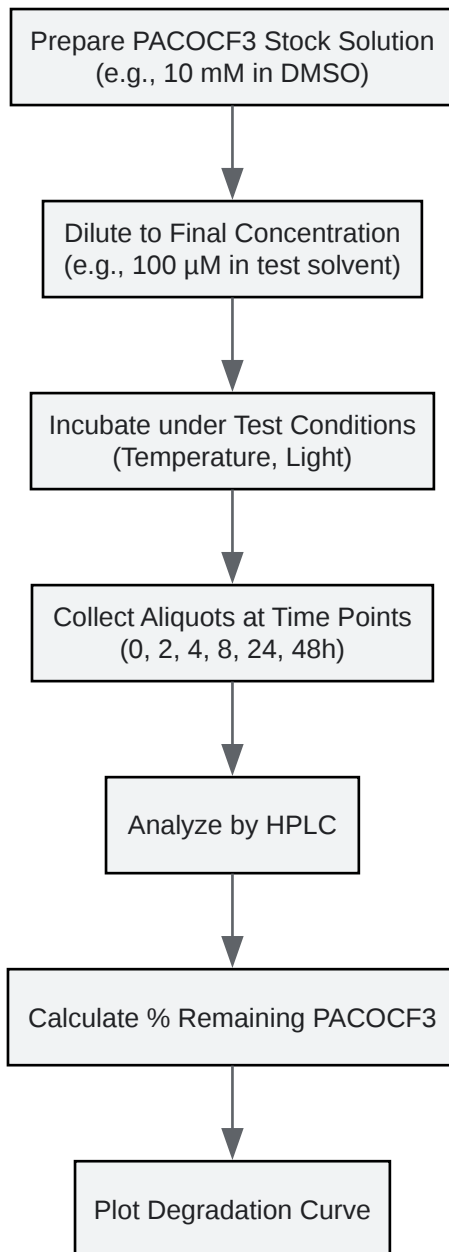 Prepare PACOCF3 Stock Solution
(e.g., 10 mM in DMSO)
Dilute to Final Concentration
(e.g., 100 µM in test solvent)
Incubate under Test Conditions
(Temperature, Light)
Collect Aliquots at Time Points
(0, 2, 4, 8, 24, 48h)
Analyze by HPLC
Calculate % Remaining PACOCF3
Plot Degradation Curve